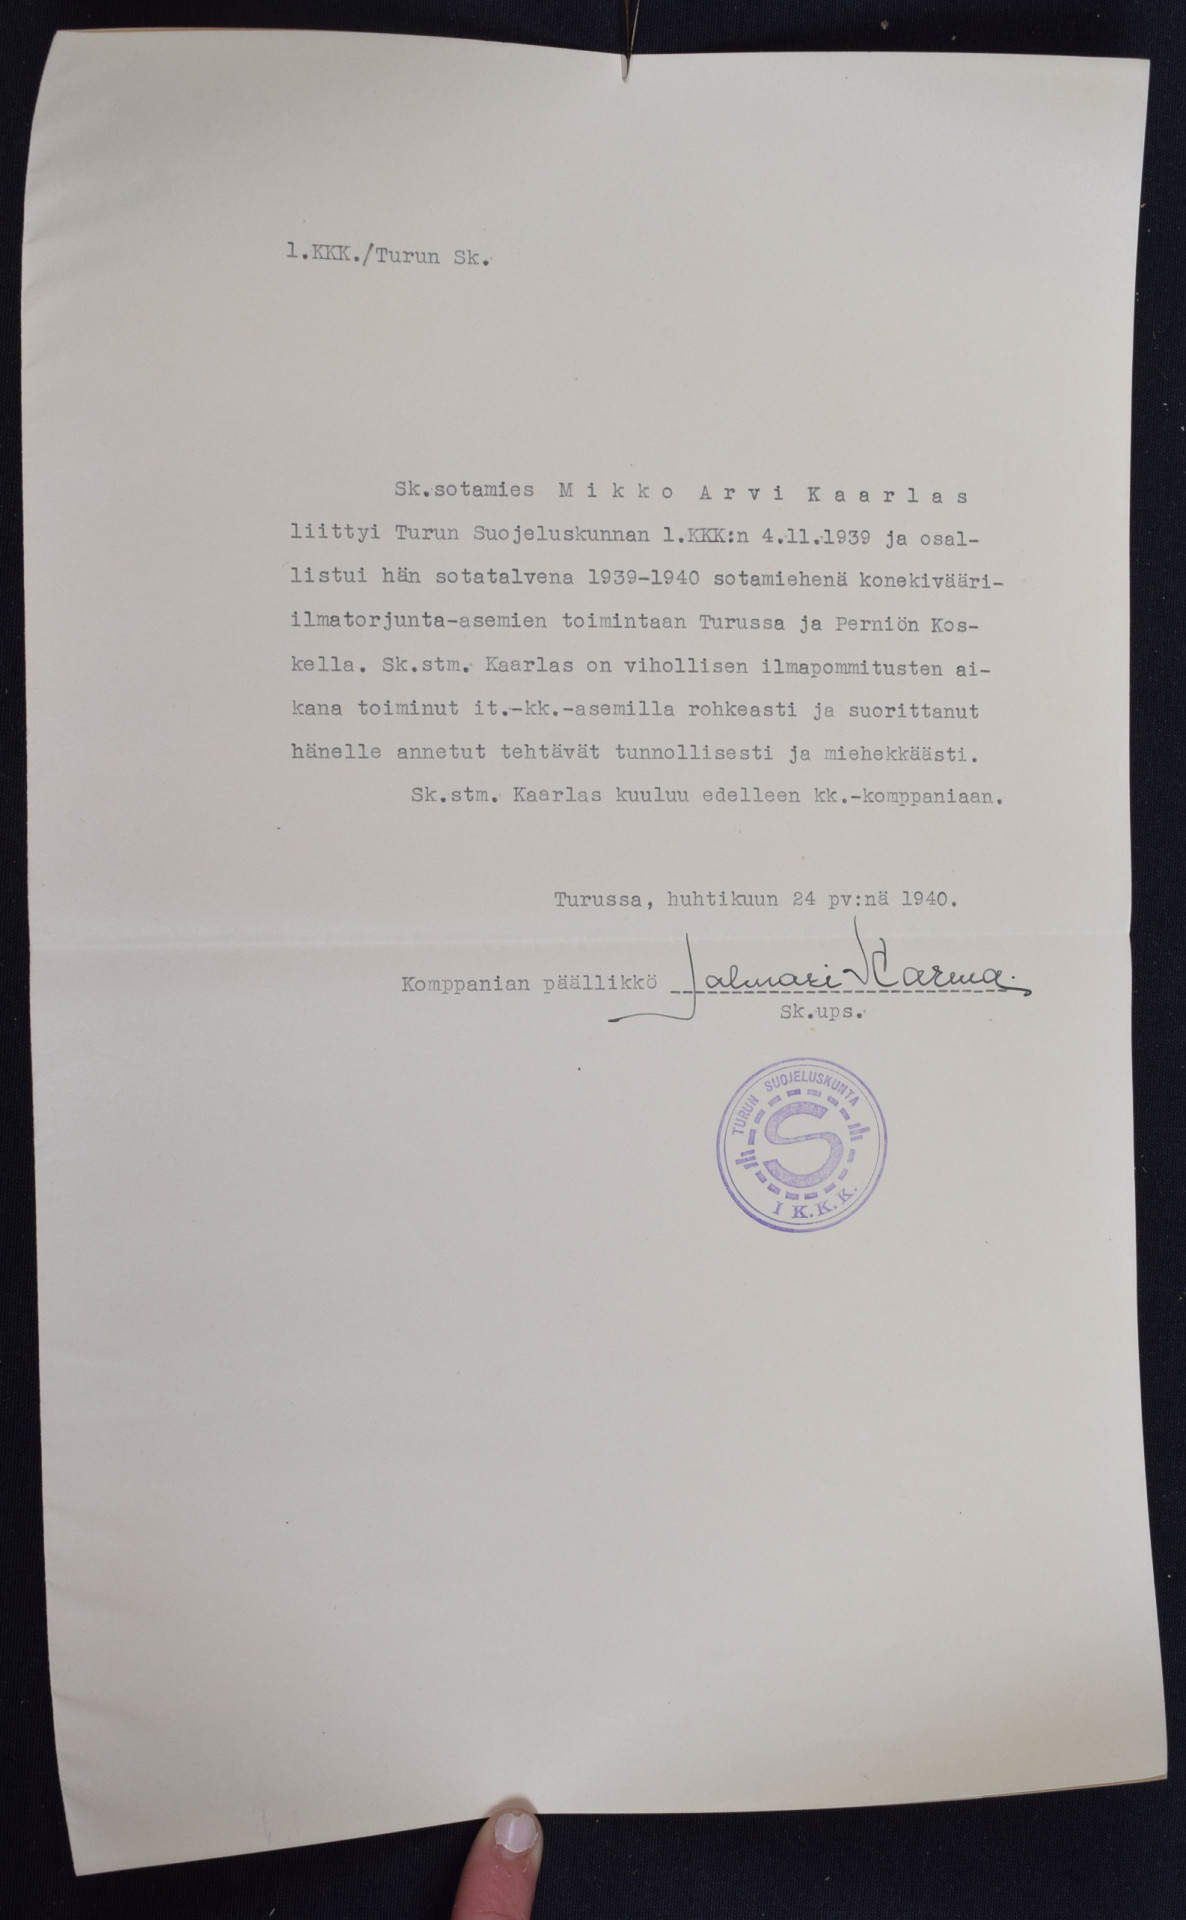 1.KKK./Turun Sk.
Sk.sotamies M i k k o A r v i K a a r l a s
liittyi Turun Suojeluskunnan 1.KKK:n 4.11.1939 ja osal-
listui hän sotatalvena 1939-1940 sotamiehenä konekivääri-
ilmatorjunta-asemien toimintaan Turussa ja Perniön Kos-
kella. Sk.stm. Kaarlas on vihollisen ilmapommitusten ai-
kana toiminut it.-kk.-asemilla rohkeasti ja suorittanut
hänelle annetut tehtävät tunnollisesti ja miehekkäästi.
Sk.stm. Kaarlas kuuluu edelleen kk.-komppaniaan.
Turussa, huhtikuun 24 pv:nä 1940.
Komppanian päällikkö Jalmari Karma.
Sk.ups.
TURUN SUOJELUSKUNTA
S
I K.K.K.